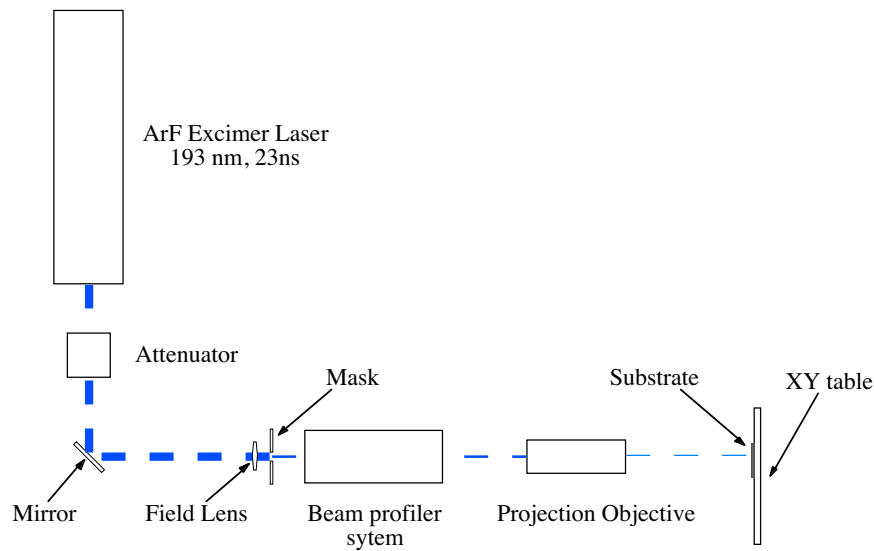 ArF Excimer Laser
193 nm, 23ns
Attenuator
Mask
Substrate
XY table
Mirror
Field Lens
Beam profiler
sytem
Projection Objective